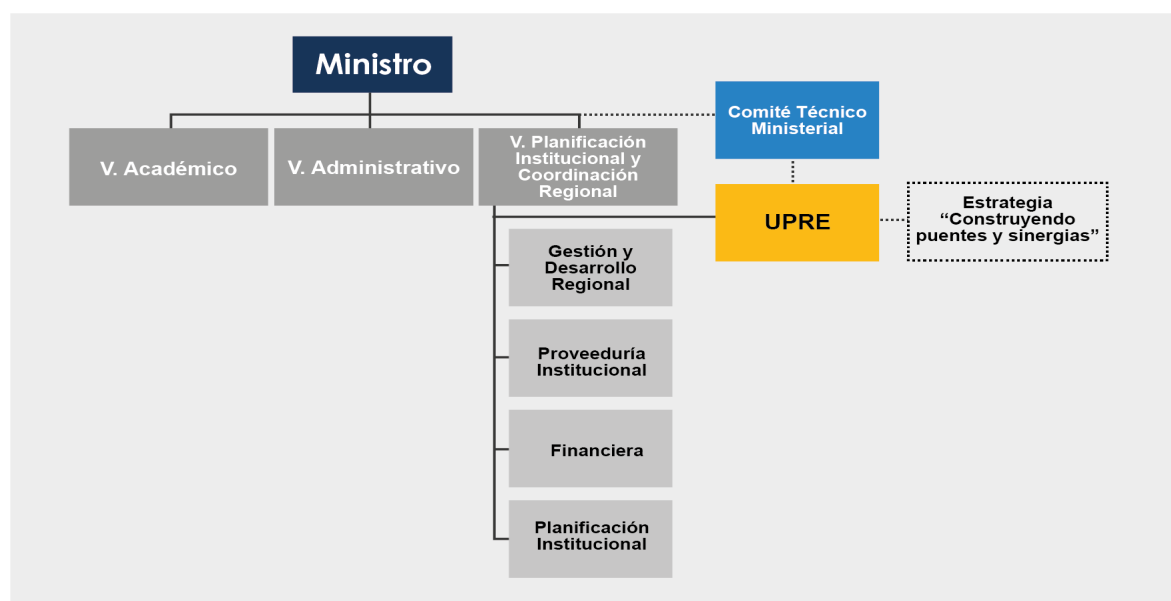 Ministro
Comité Técnico
Ministerial
V. Académico
V. Administrativo
V. Planificación
Institucional y
Coordinación
Regional
UPRE
Estrategia
“Construyendo
puentes y sinergias”
Gestión y
Desarrollo
Regional
Proveeduría
Institucional
Financiera
Planificación
Institucional